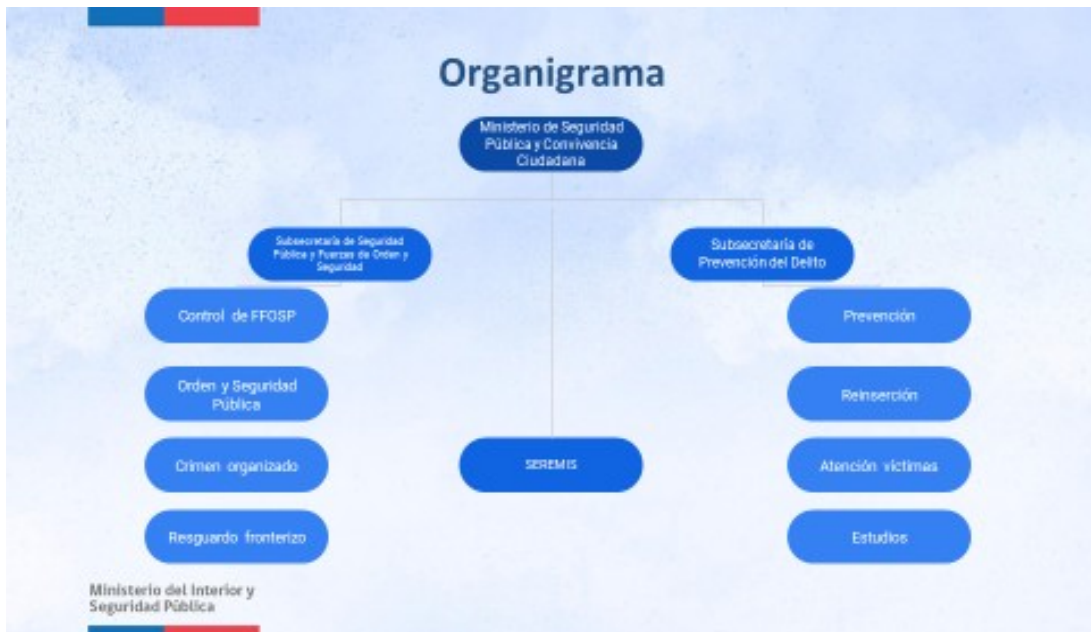 Organigrama
Ministerio de Seguridad
Pública y Convivencia
Ciudadana
Subsecretaría de Seguridad
Pública y Fuerzas de Orden y
Seguridad
Subsecretaría de
Prevención del Delito
Control de FFOSP
Prevención
Orden y Seguridad
Pública
Reinserción
Crimen organizado
SEREMIS
Atención víctimas
Resguardo fronterizo
Estudios
Ministerio del Interior y
Seguridad Pública